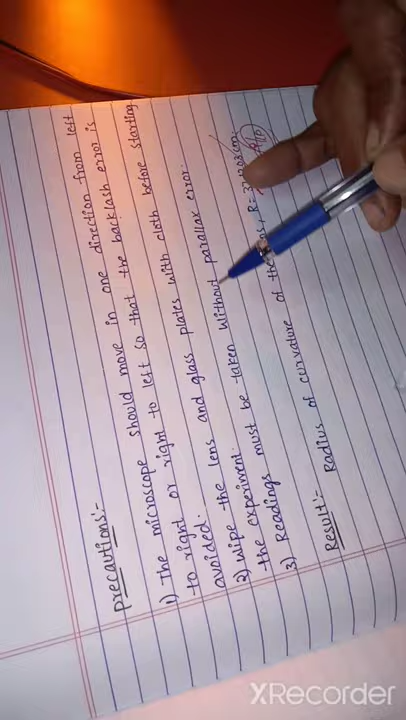 precautions:-
1) the microscope should move in one direction from left
to right or right to left so that the backlash error is
avoided.
2) wipe the lens and glass plates with cloth before starting
the experiment.
3) Readings must be taken without parallax error.
Result:- Radius of curvature of the R =
XRecorder